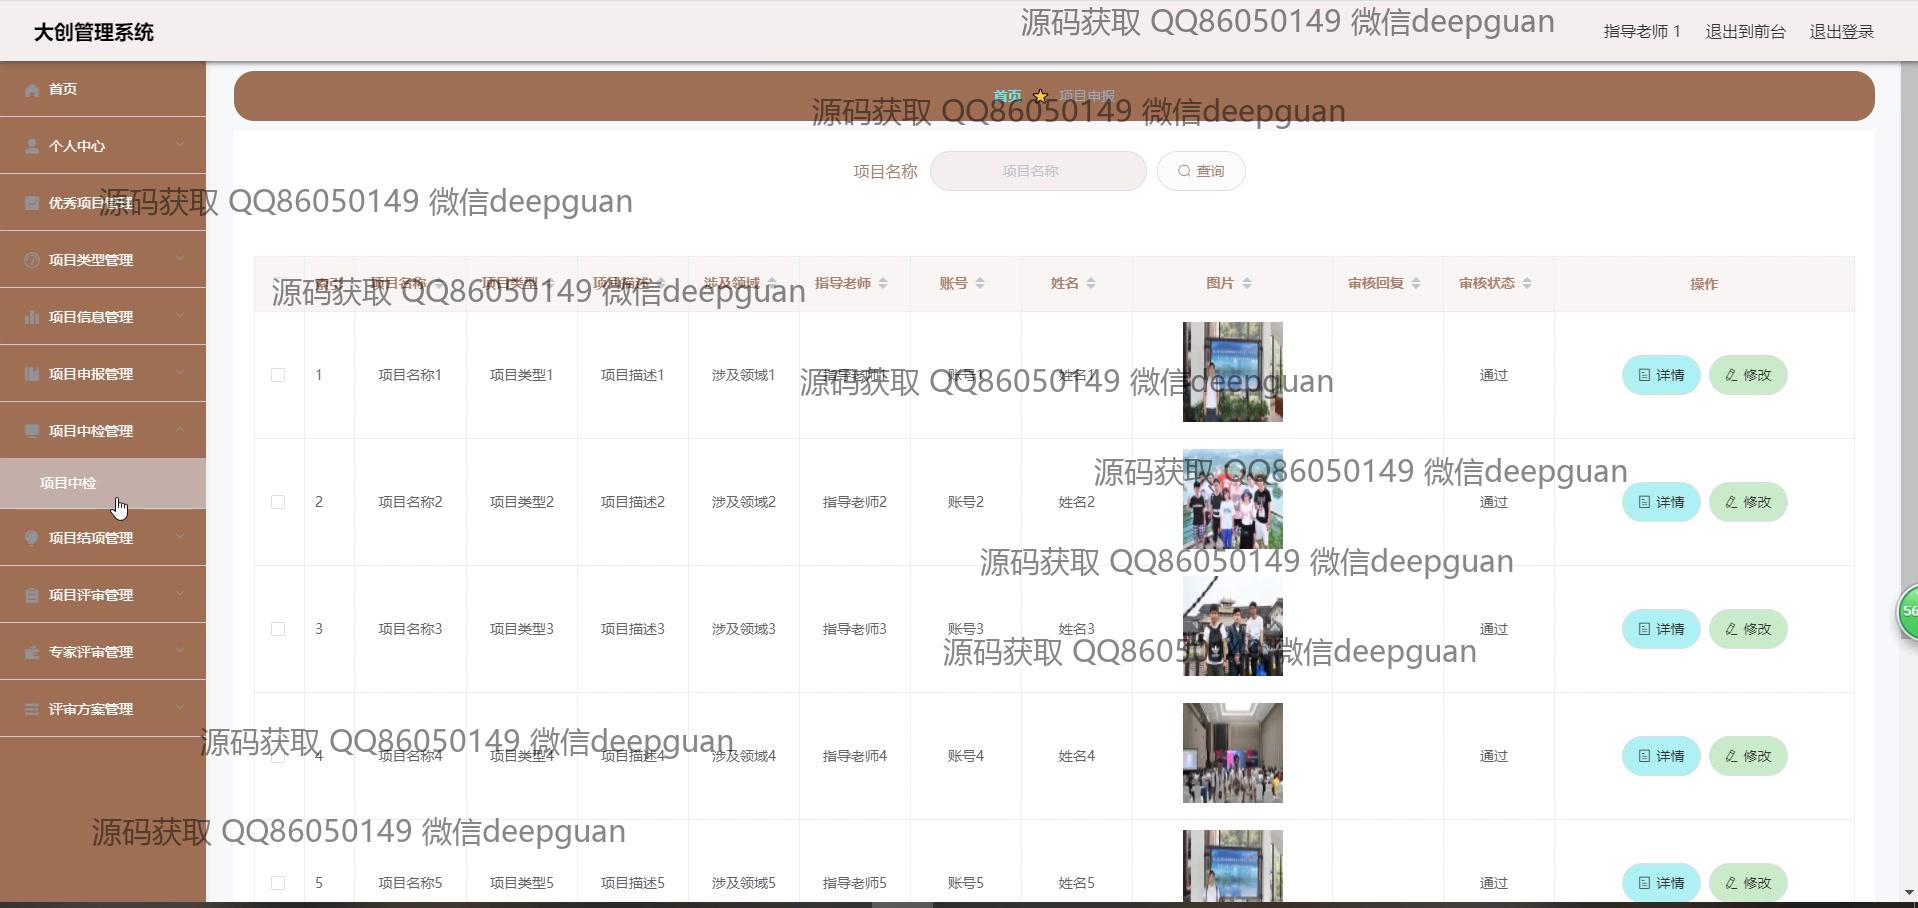 大创管理系统
源码获取 QQ86050149 微信deepguan
指导老师 1 退出到前台 退出登录
首页
首页 项目申报
源码获取 QQ86050149 微信deepguan
个人中心
项目名称 项目名称 查询
优秀项目管理
源码获取 QQ86050149 微信deepguan
项目类型管理
索引 项目名称 项目类型 项目描述 涉及领域 指导老师 账号 姓名 图片 审核回复 审核状态 操作
源码获取 QQ86050149 微信deepguan
项目信息管理
项目申报管理
1 项目名称1 项目类型1 项目描述1 涉及领域1 指导老师1 账号1 姓名1 通过 详情 修改
源码获取 QQ86050149 微信deepguan
项目中检管理
源码获取 QQ86050149 微信deepguan
项目中检
2 项目名称2 项目类型2 项目描述2 涉及领域2 指导老师2 账号2 姓名2 通过 详情 修改
项目结项管理
源码获取 QQ86050149 微信deepguan
项目评审管理
3 项目名称3 项目类型3 项目描述3 涉及领域3 指导老师3 账号3 姓名3 通过 详情 修改
56
专家评审管理
源码获取 QQ86050149 微信deepguan
评审方案管理
源码获取 QQ86050149 微信deepguan
4 项目名称4 项目类型4 项目描述4 涉及领域4 指导老师4 账号4 姓名4 通过 详情 修改
源码获取 QQ86050149 微信deepguan
5 项目名称5 项目类型5 项目描述5 涉及领域5 指导老师5 账号5 姓名5 通过 详情 修改